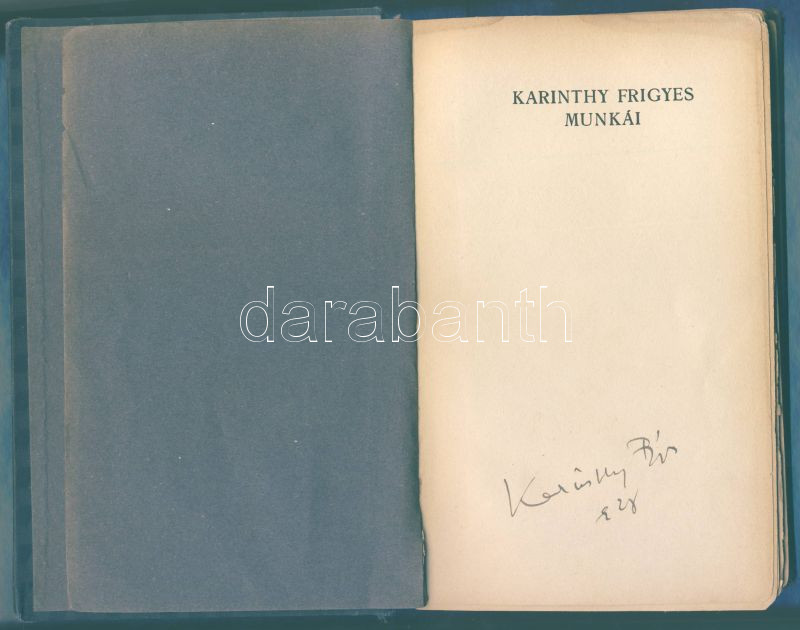 KARINTHY FRIGYES
MUNKÁI
darabanth
Karinthy